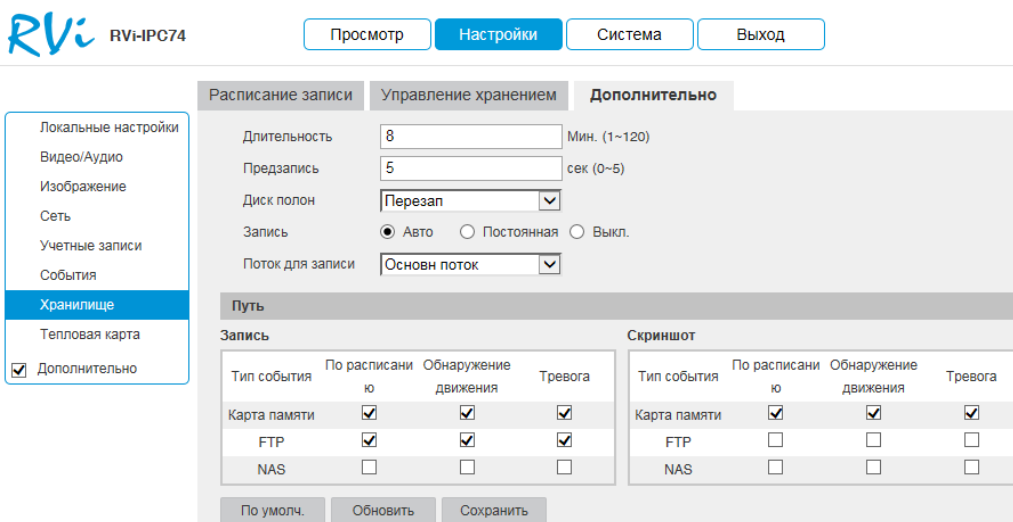 RVi RVi-IPC74 Просмотр Настройки Система Выход
Расписание записи Управление хранением Дополнительно
Локальные настройки
Видео/Аудио
Изображение
Сеть
Учетные записи
События
Хранилище
Тепловая карта
Дополнительно
Длительность 8 Мин. (1~120)
Предзапись 5 сек (0~5)
Диск полон Перезап
Запись Авто Постоянная Выкл.
Поток для записи Основн поток
Путь
Запись
Тип события По расписани Обнаружение Тревога
ю движения
Карта памяти
FTP
NAS
Скриншот
Тип события По расписани Обнаружение Тревога
ю движения
Карта памяти
FTP
NAS
По умолч. Обновить Сохранить